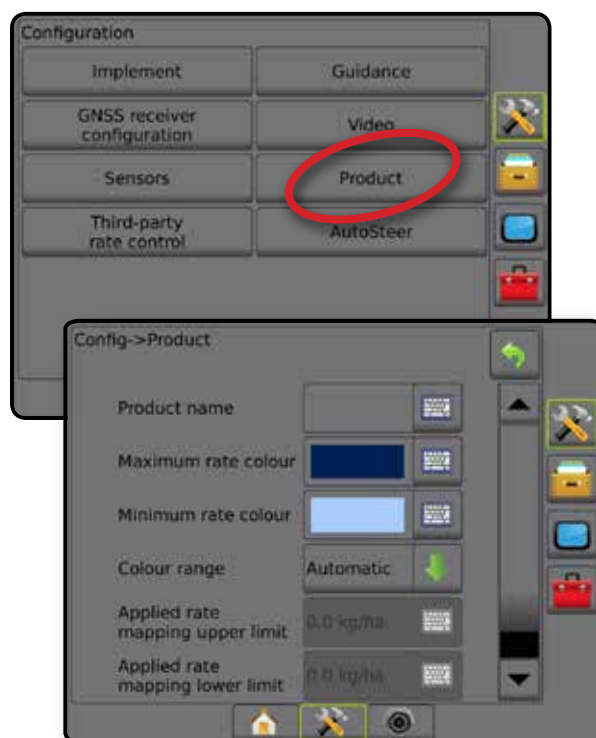 Configuration
Implement
Guidance
GNSS receiver
configuration
Video
Sensors
Product
Third-party
rate control
AutoSteer
Config->Product
Product name
Maximum rate colour
Minimum rate colour
Colour range
Automatic
Applied rate
mapping upper limit
0.0 kg/ha
Applied rate
mapping lower limit
0.0 kg/ha